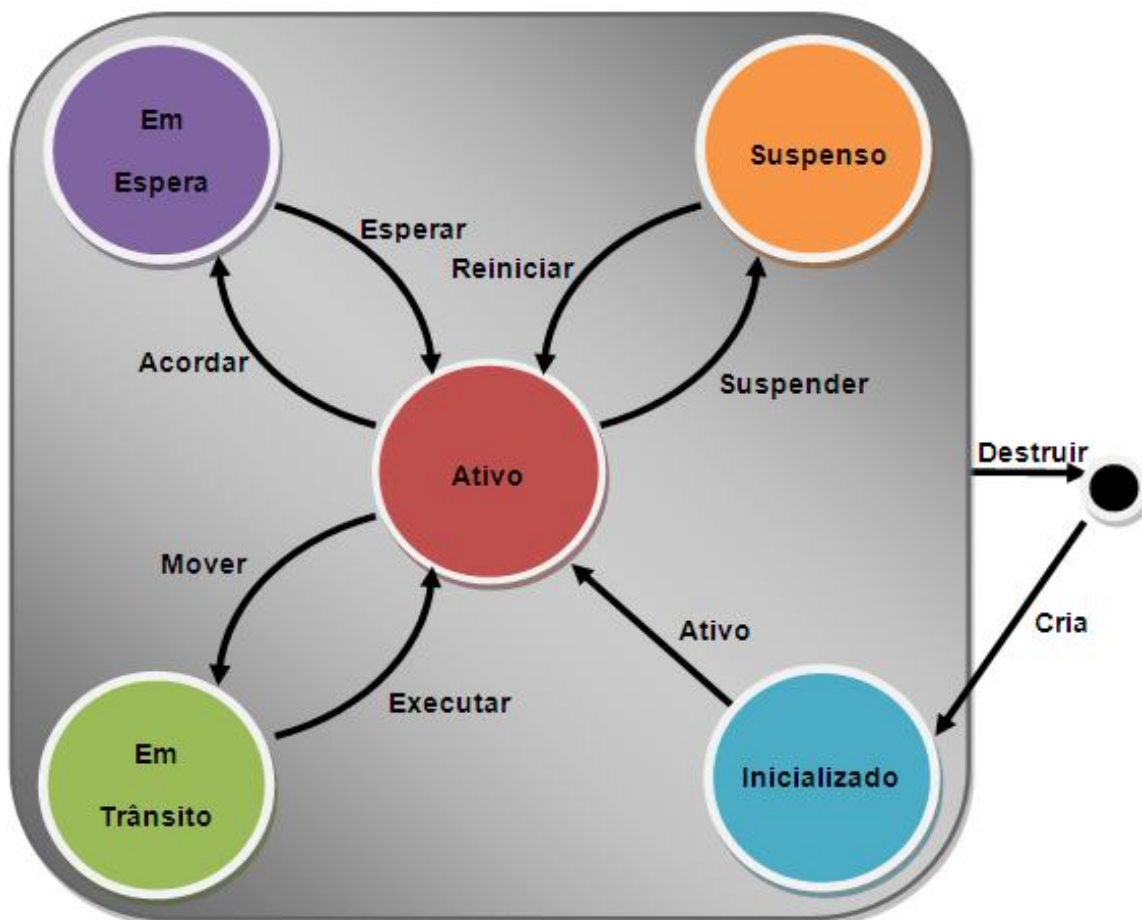 Em
Espera
Suspenso
Esperar
Reiniciar
Acordar
Suspender
Ativo
Destruir
Mover
Ativo
Cria
Executar
Em
Trânsito
Inicializado